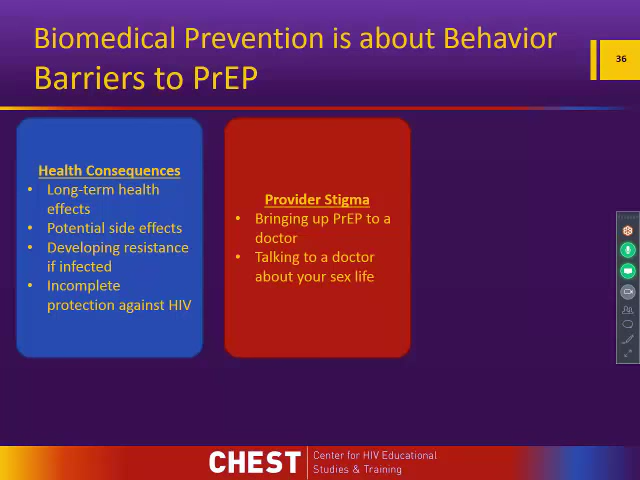 Biomedical Prevention is about Behavior
Barriers to PrEP
36
Health Consequences
• Long-term health
effects
• Potential side effects
• Developing resistance
if infected
• Incomplete
protection against HIV
Provider Stigma
• Bringing up PrEP to a
doctor
• Talking to a doctor
about your sex life
CHEST
Center for HIV Educational
Studies & Training